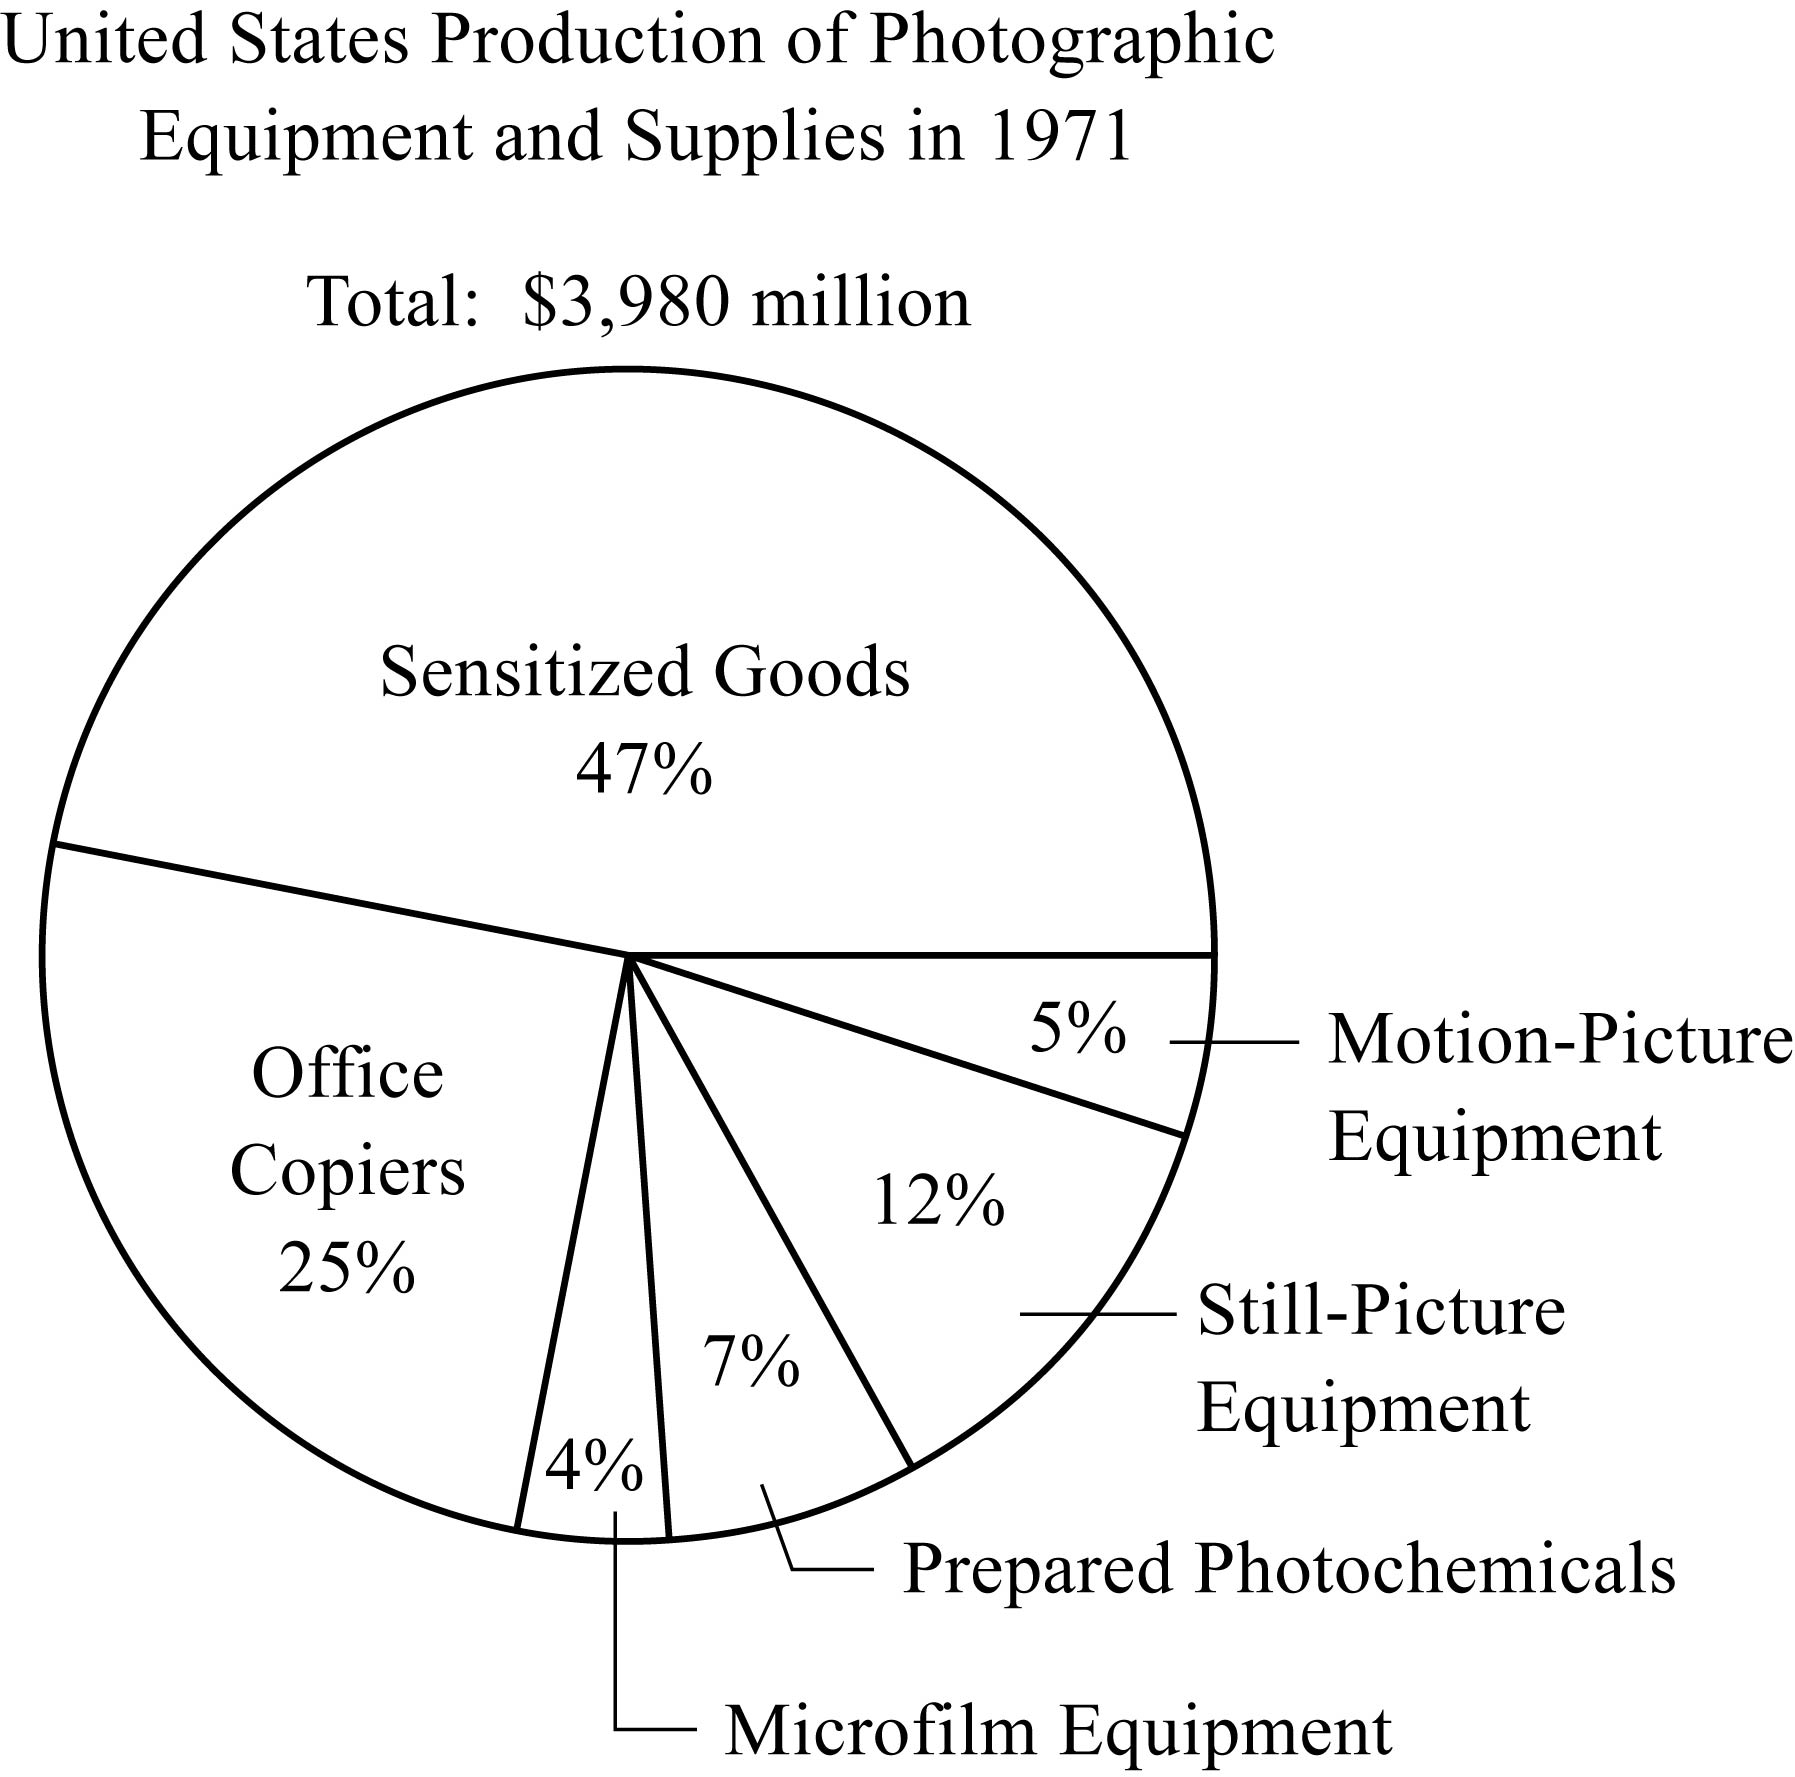 United States Production of Photographic
Equipment and Supplies in 1971
Total: $3,980 million
Sensitized Goods
47%
5%
Motion-Picture
Equipment
Office
Copiers
25%
12%
Still-Picture
Equipment
7%
Prepared Photochemicals
4%
Microfilm Equipment